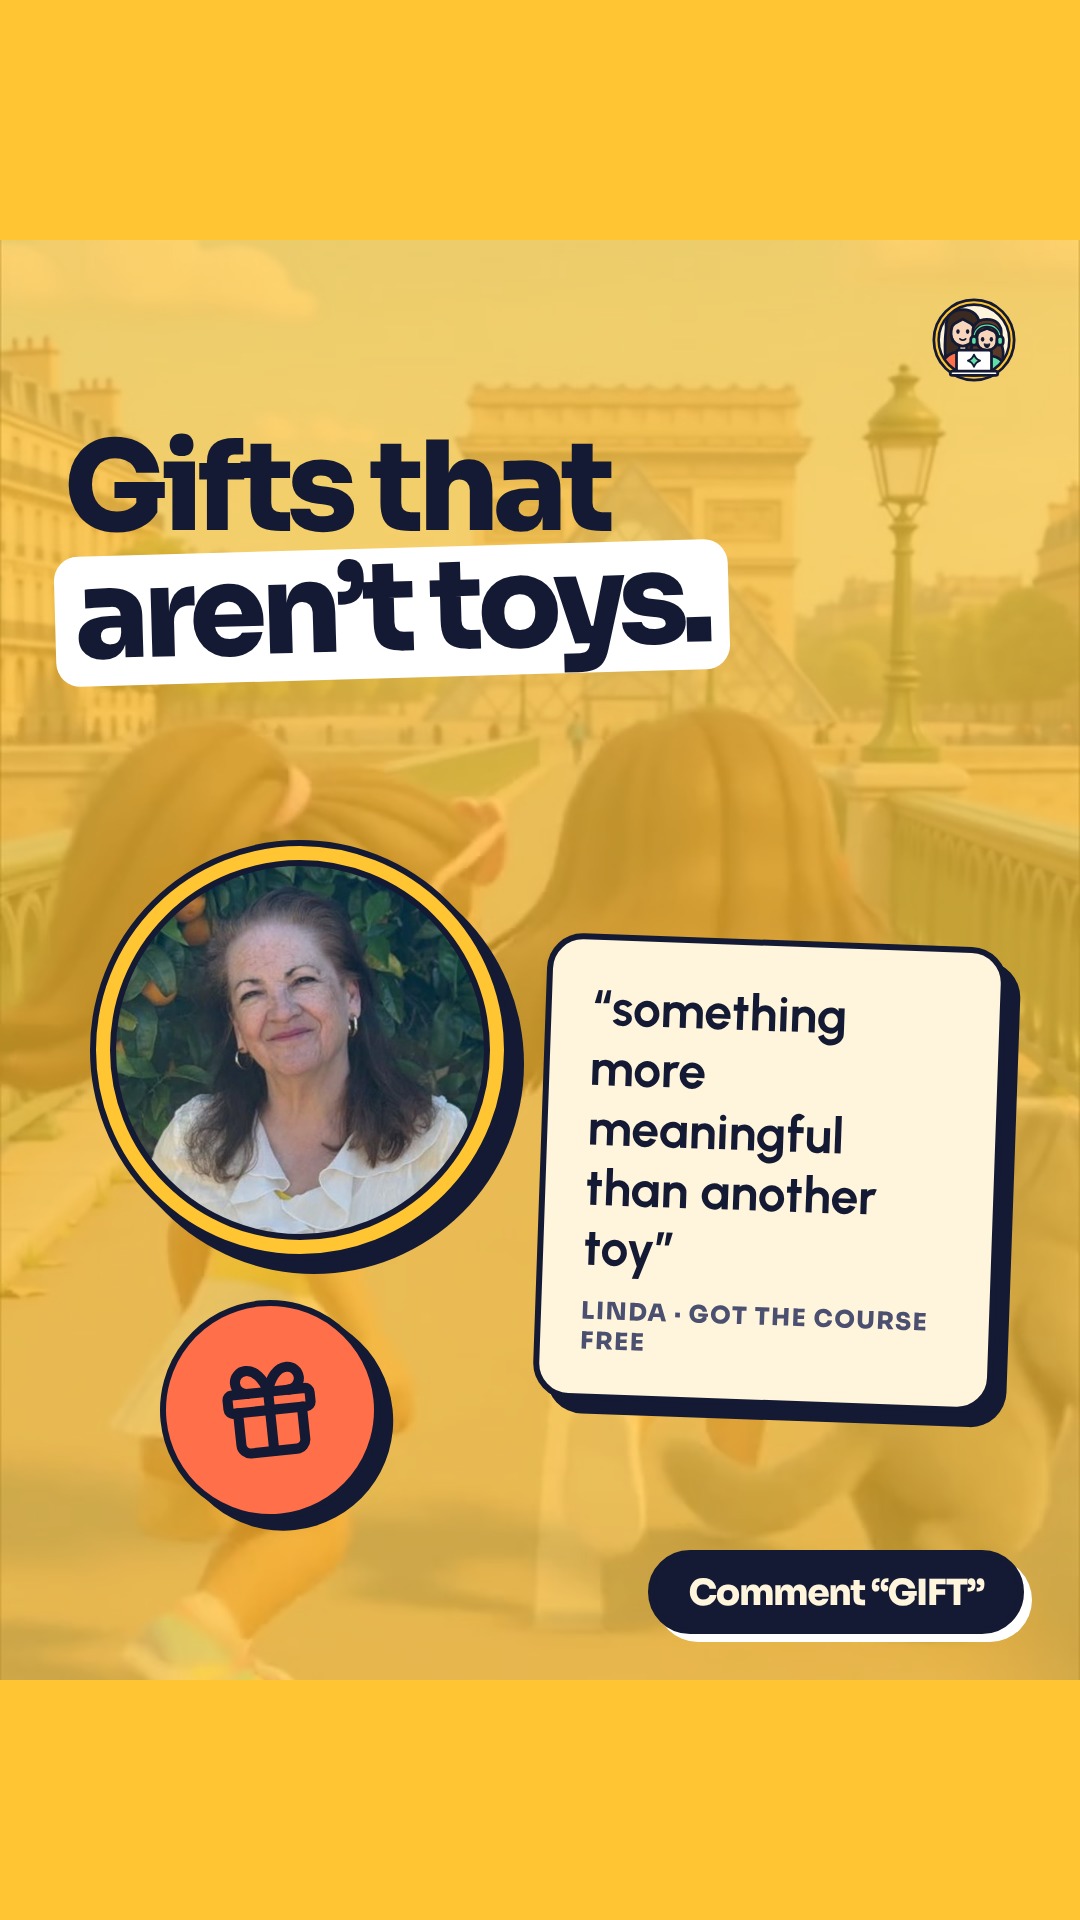 Gifts that
aren’t toys.
“something
more
meaningful
than another
toy”
LINDA · GOT THE COURSE
FREE
Comment “GIFT”